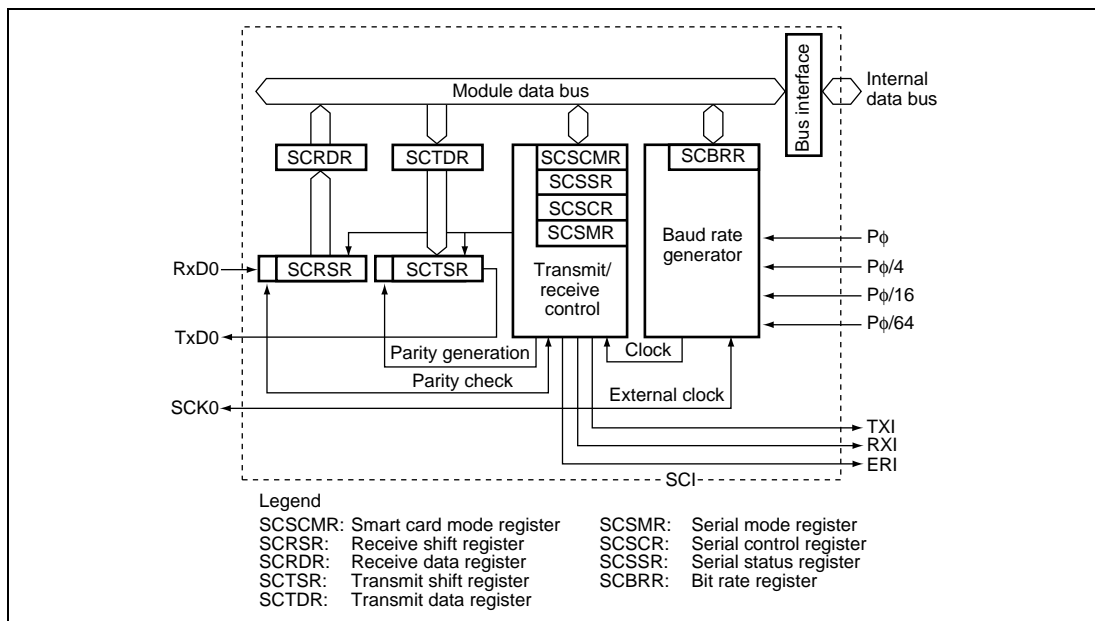 Module data bus
Bus interface
Internal
data bus
SCRDR
SCTDR
SCSCMR
SCSSR
SCSCR
SCSMR
SCBRR
Baud rate
generator
Pϕ
Pϕ/4
Pϕ/16
Pϕ/64
RxD0
SCRSR
SCTSR
Transmit/
receive
control
TxD0
Parity generation
Parity check
Clock
SCK0
External clock
TXI
RXI
ERI
SCI
Legend
SCSCMR: Smart card mode register
SCRSR: Receive shift register
SCRDR: Receive data register
SCTSR: Transmit shift register
SCTDR: Transmit data register
SCSMR: Serial mode register
SCSCR: Serial control register
SCSSR: Serial status register
SCBRR: Bit rate register